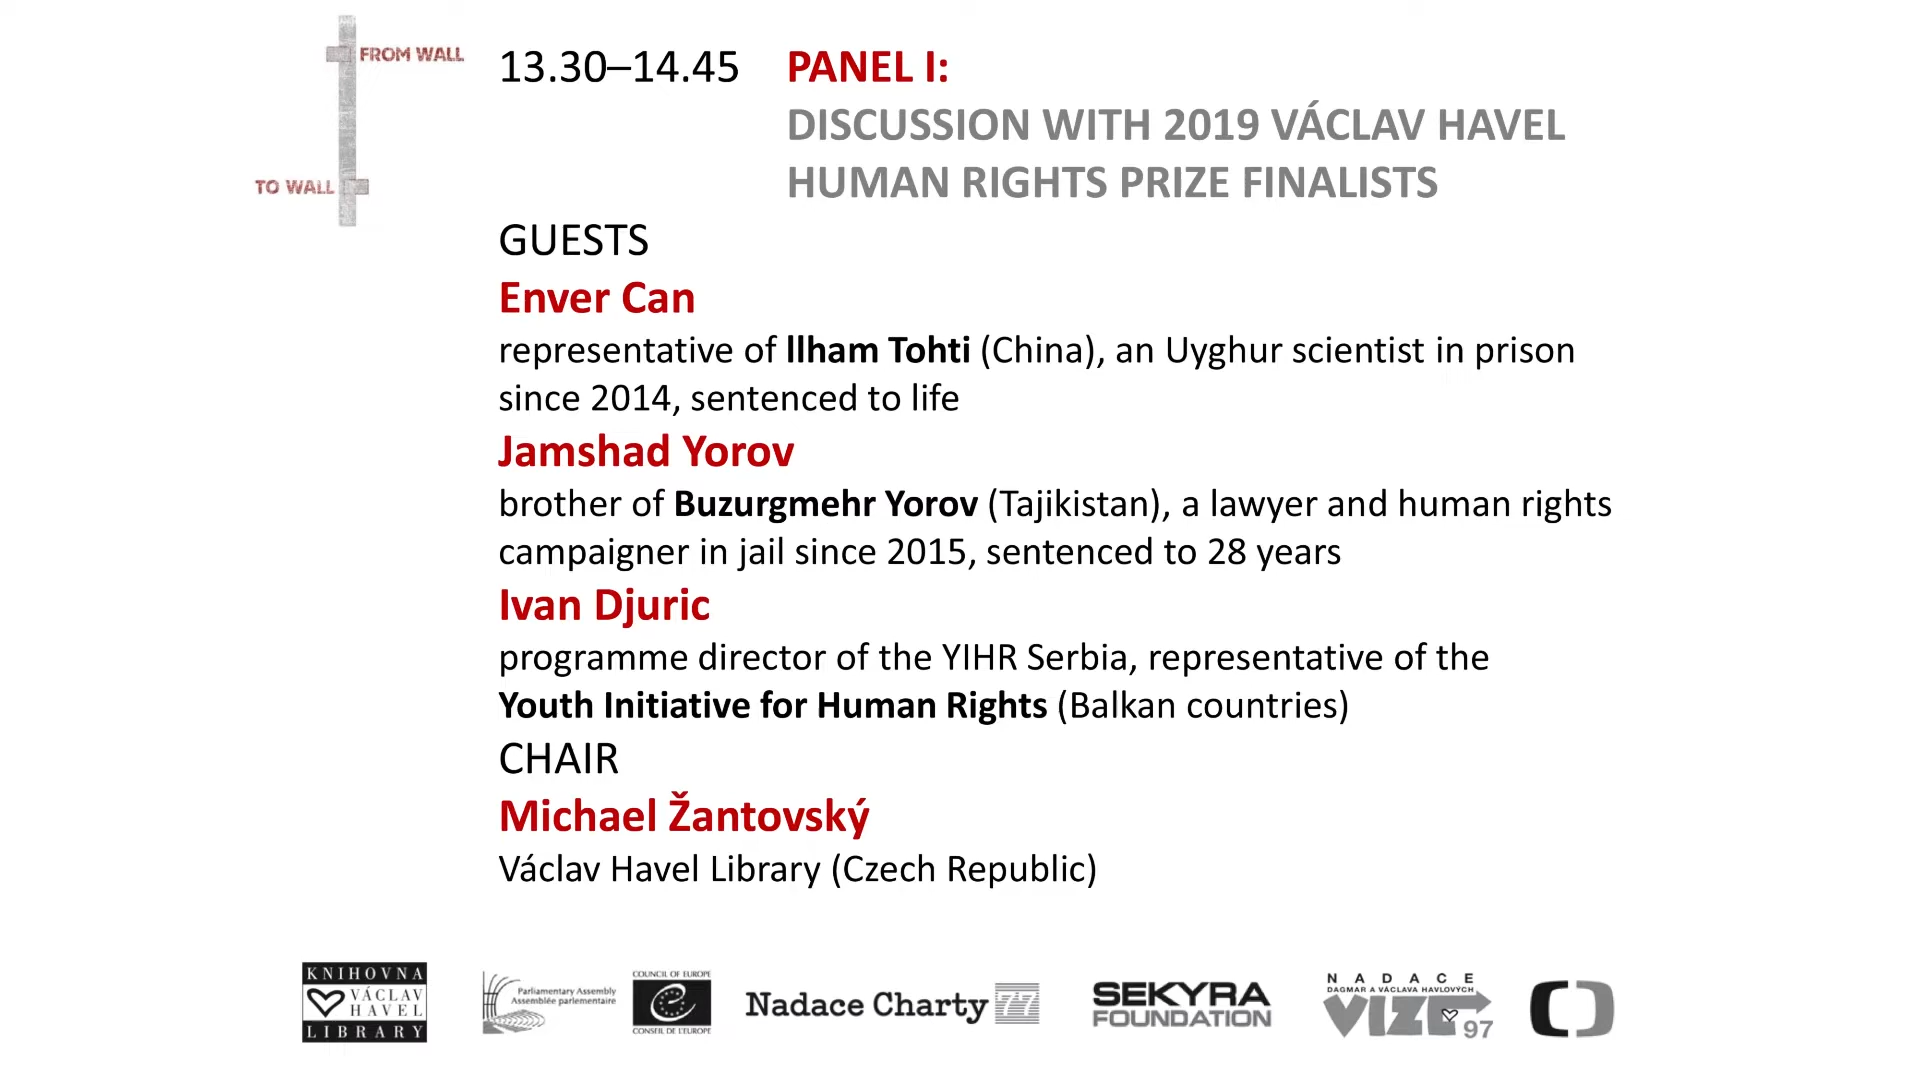 FROM WALL
TO WALL
13.30–14.45 PANEL I:
DISCUSSION WITH 2019 VÁCLAV HAVEL
HUMAN RIGHTS PRIZE FINALISTS
GUESTS
Enver Can
representative of Ilham Tohti (China), an Uyghur scientist in prison
since 2014, sentenced to life
Jamshad Yorov
brother of Buzurgmehr Yorov (Tajikistan), a lawyer and human rights
campaigner in jail since 2015, sentenced to 28 years
Ivan Djuric
programme director of the YIHR Serbia, representative of the
Youth Initiative for Human Rights (Balkan countries)
CHAIR
Michael Žantovský
Václav Havel Library (Czech Republic)
KNIHOVNA
VÁCLAV
HAVEL
LIBRARY
Parliamentary Assembly
Assemblée parlementaire
COUNCIL OF EUROPE
CONSEIL DE L'EUROPE
Nadace Charty 77
SEKYRA
FOUNDATION
NADACE
DAGMAR A VÁCLAVA HAVLOVÝCH
VIZE 97